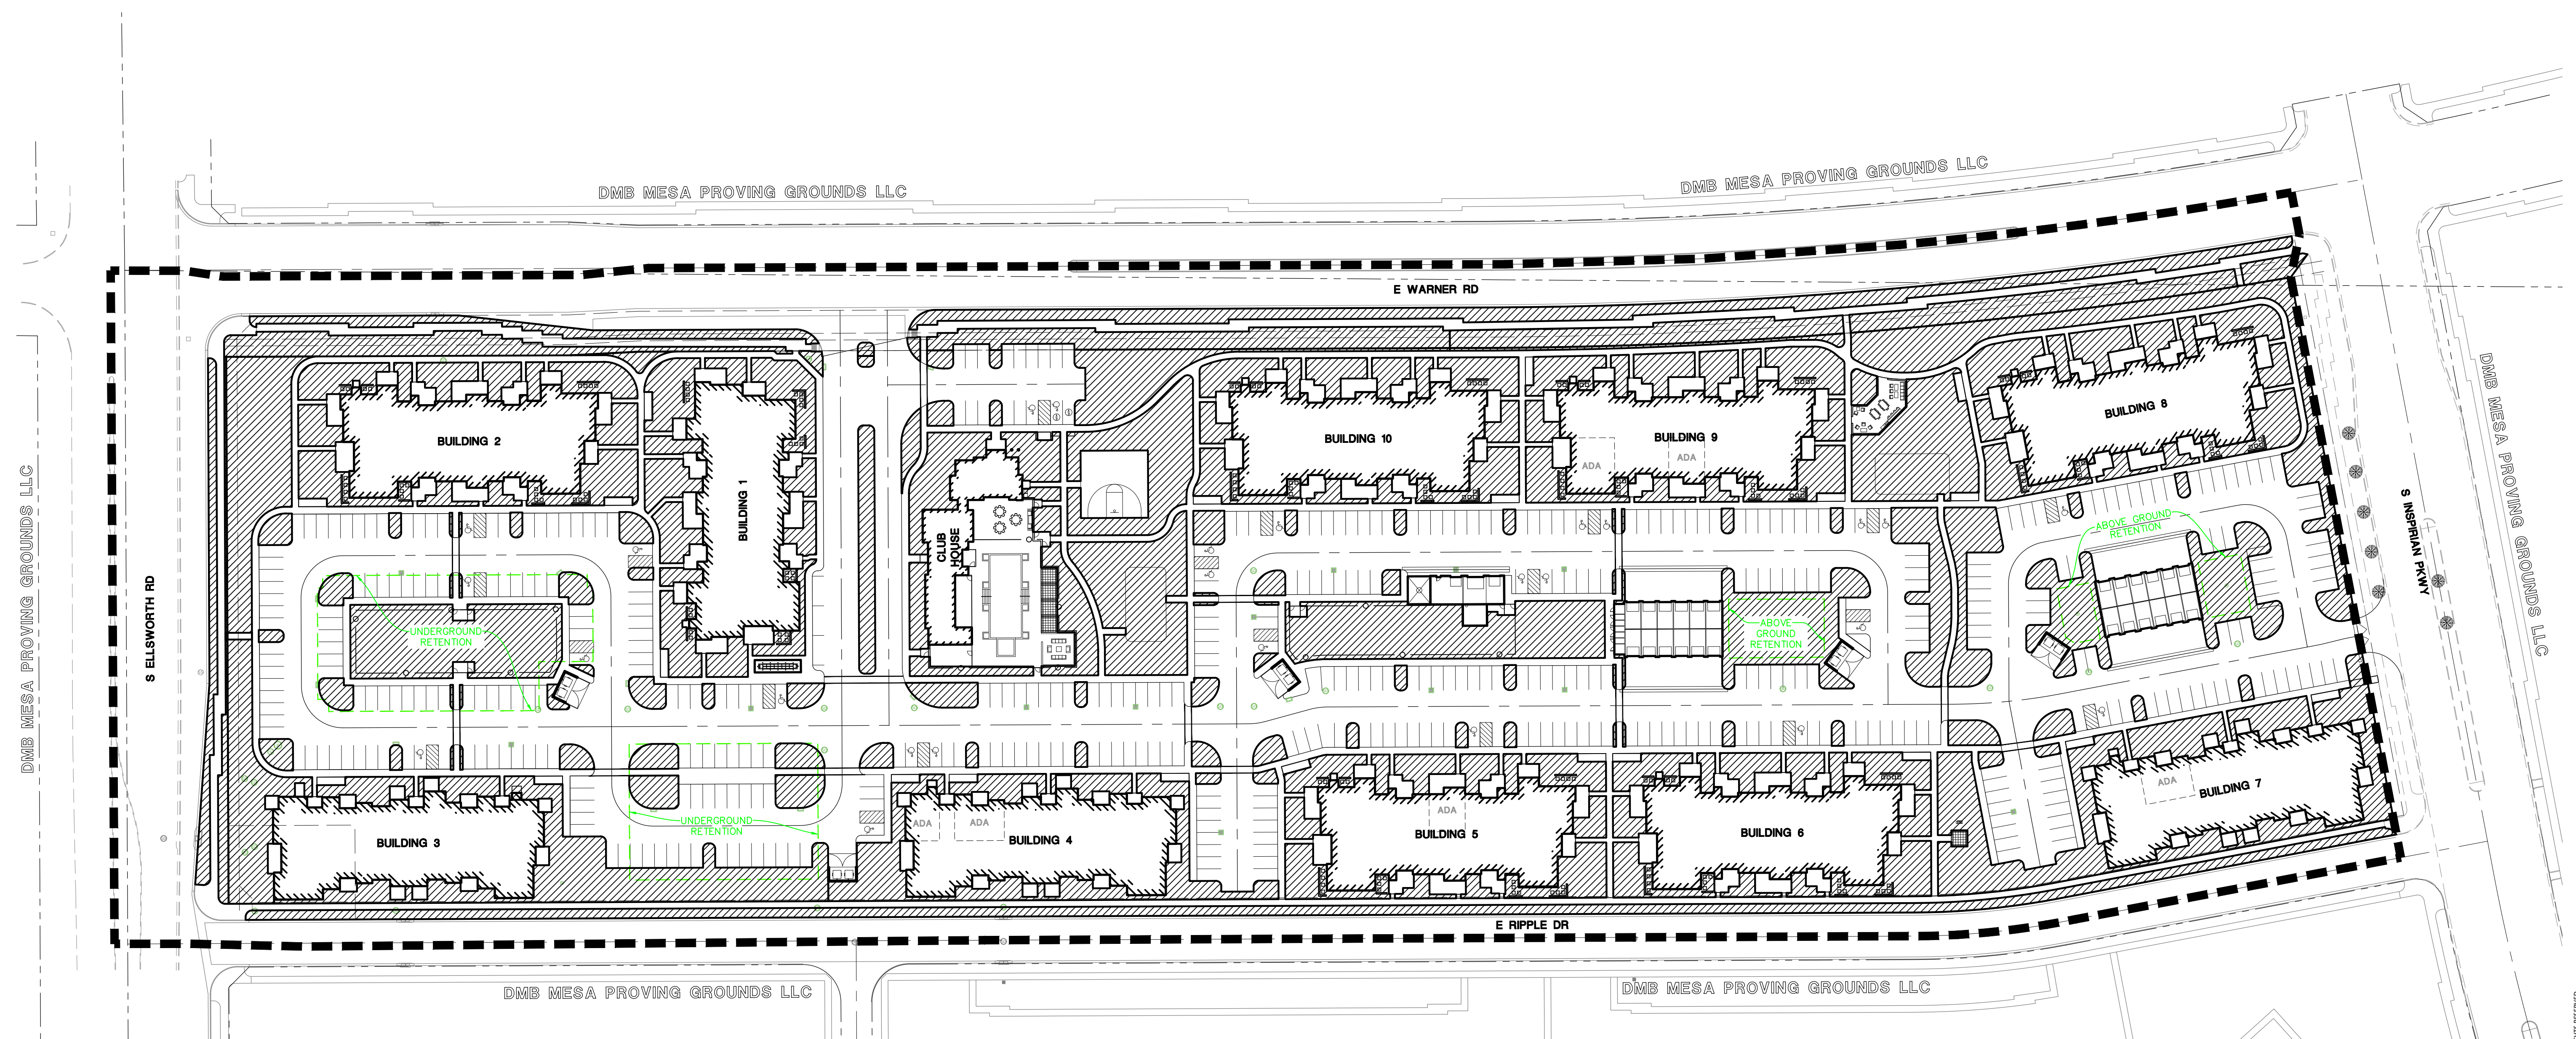 DMB MESA PROVING GROUNDS LLC
DMB MESA PROVING GROUNDS LLC
E WARNER RD
BUILDING 2
BUILDING 1
CLUB
HOUSE
BUILDING 10
BUILDING 9
ADA
ADA
BUILDING 8
S INSPIRIAN PKWY
DMB MESA PROVING GROUNDS LLC
DMB MESA PROVING GROUNDS LLC
S ELLSWORTH RD
UNDERGROUND
RETENTION
ABOVE
GROUND
RETENTION
ABOVE GROUND
RETENTION
BUILDING 3
UNDERGROUND
RETENTION
ADA
ADA
BUILDING 4
ADA
BUILDING 5
BUILDING 6
ADA
BUILDING 7
E RIPPLE DR
DMB MESA PROVING GROUNDS LLC
DMB MESA PROVING GROUNDS LLC